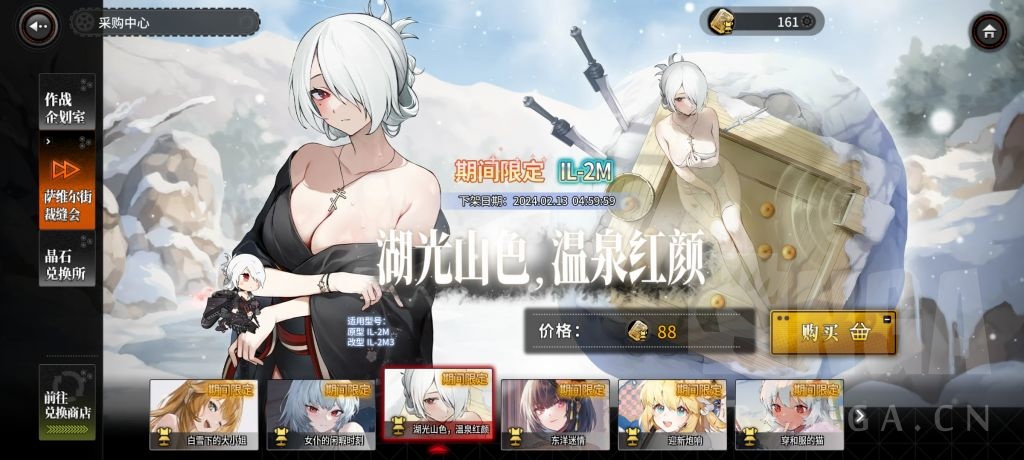 采购中心
161
作战
企划室
萨维尔街
裁缝会
晶石
兑换所
前往
兑换商店
期间限定 IL-2M
下架日期：2024.02.13 04:59:59
湖光山色，温泉红颜
适用型号：
原型 IL-2M
改型 IL-2M3
价格： 88
购买
期间限定
白雪下的大小姐
期间限定
女仆的闲暇时刻
期间限定
湖光山色，温泉红颜
期间限定
东洋迷情
期间限定
迎新炮响
期间限定
穿和服的猫
GA.CN